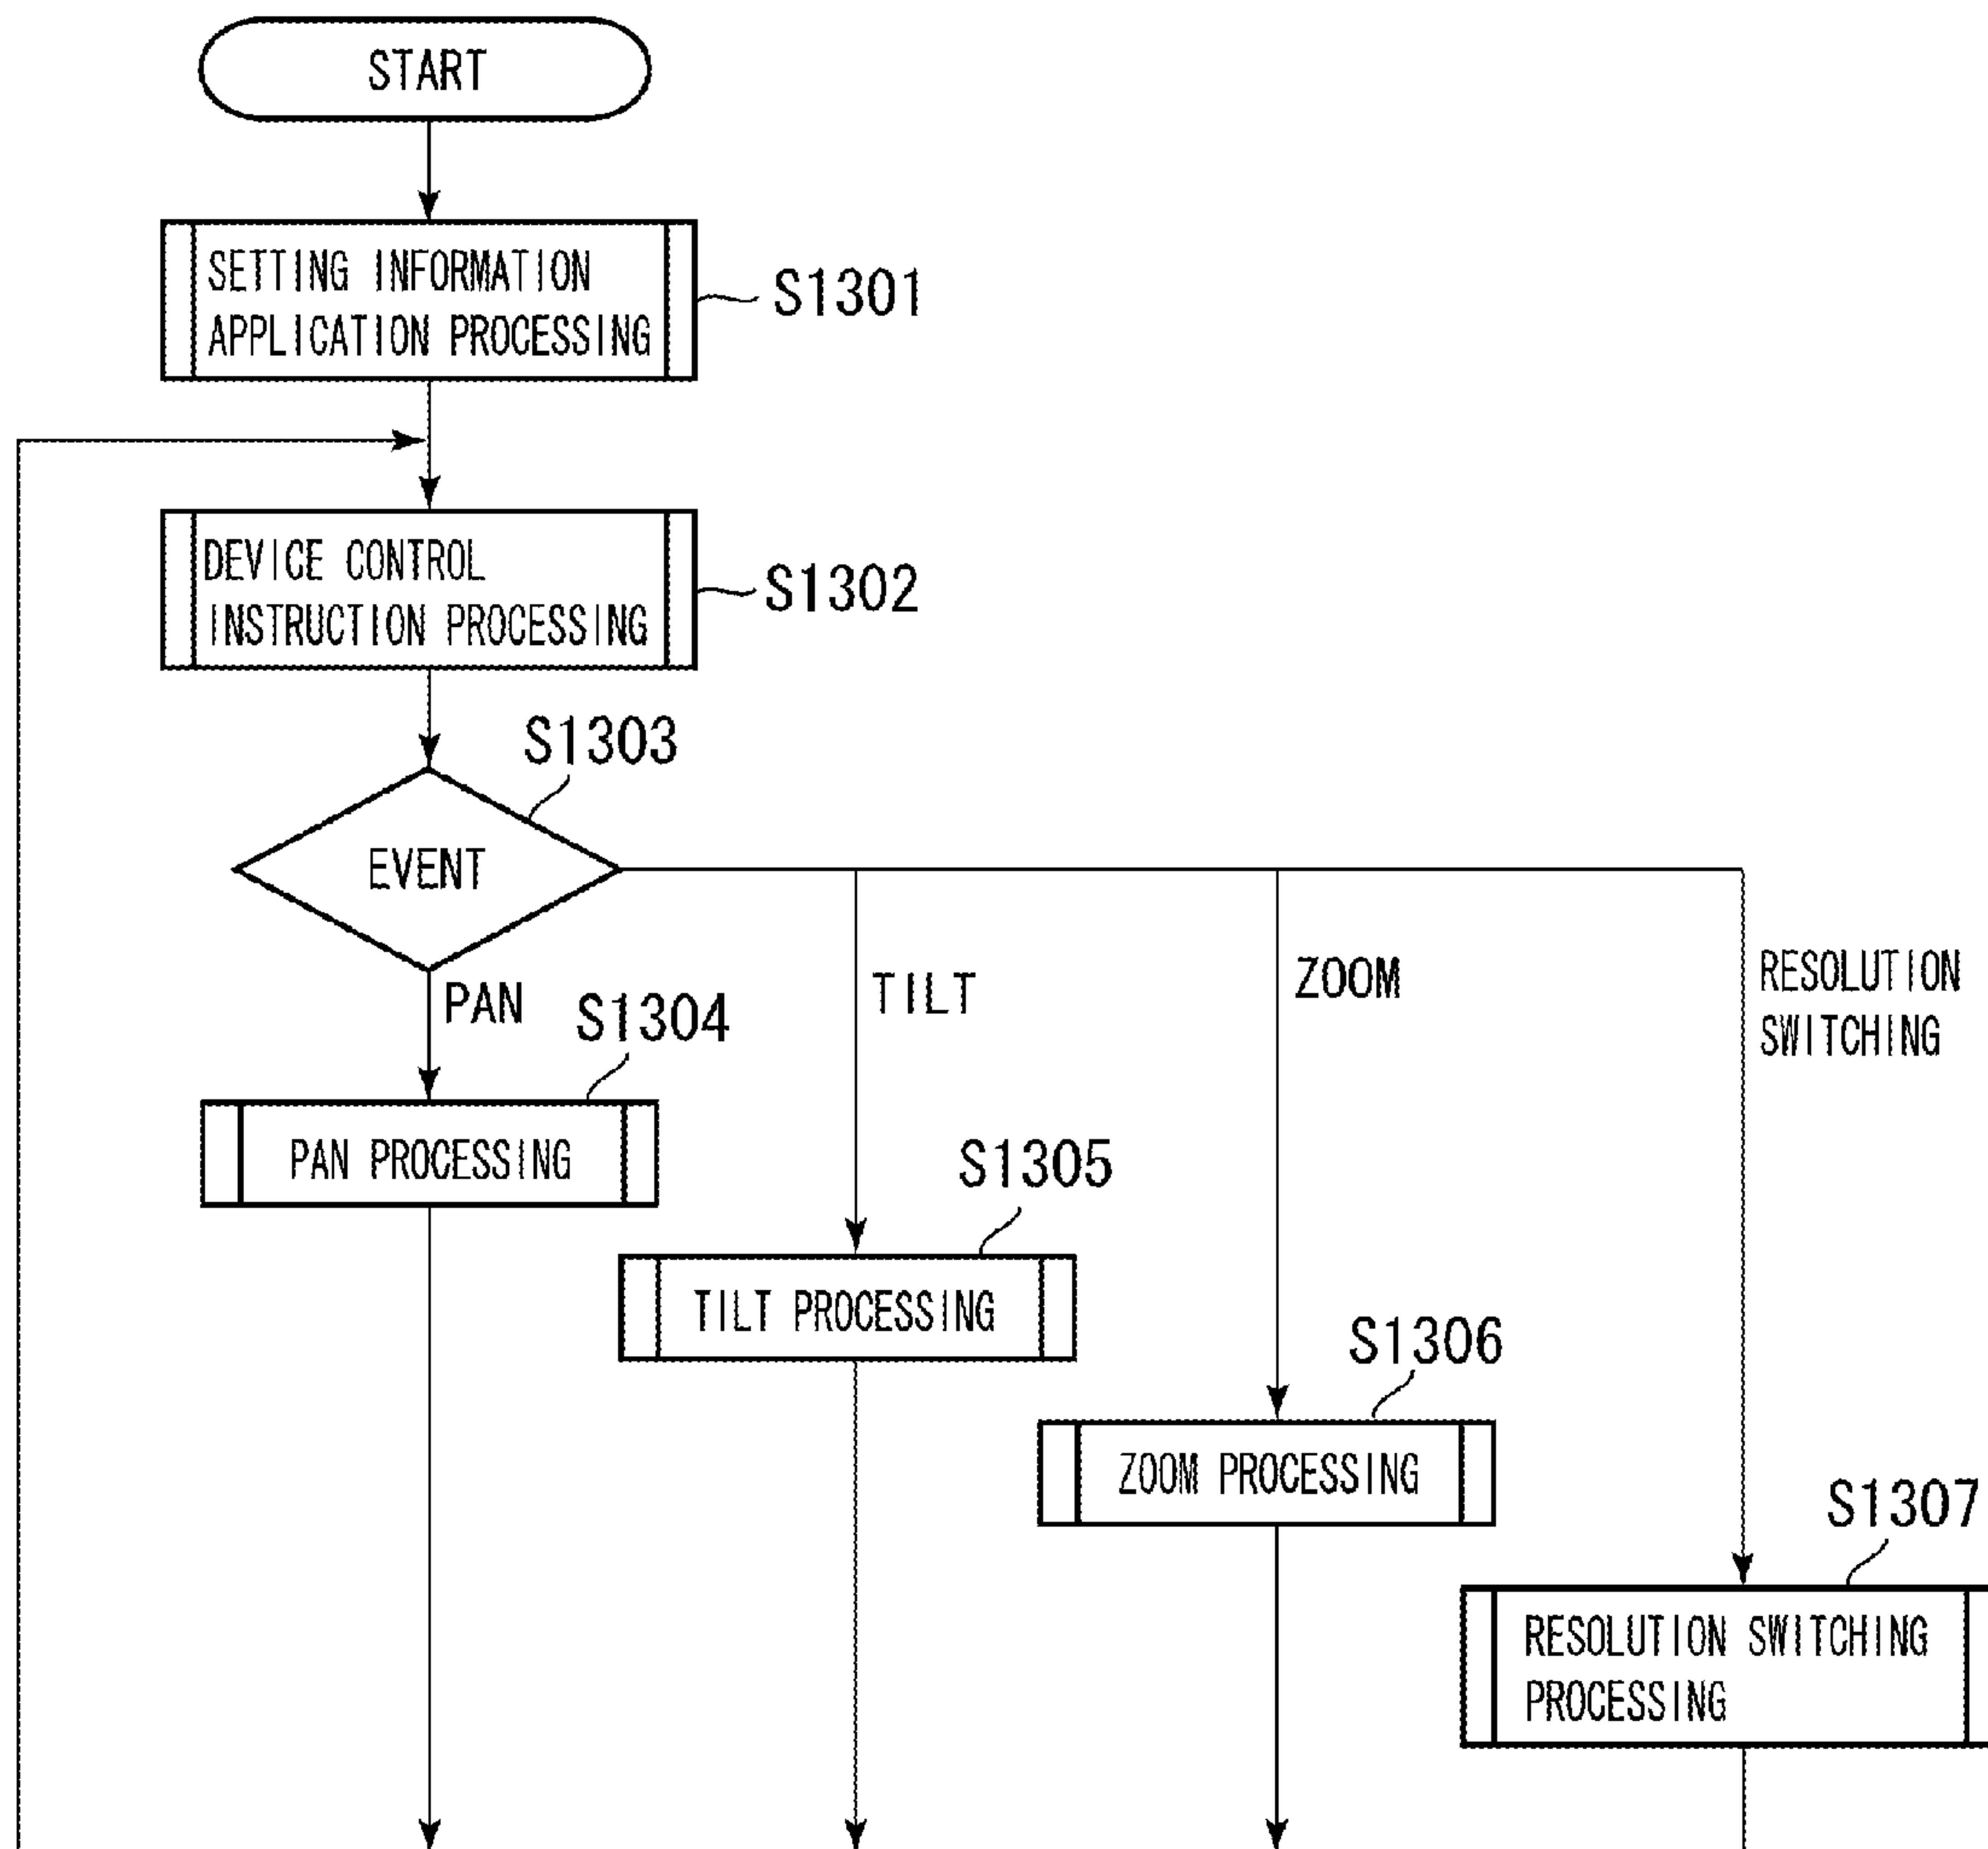 START
SETTING INFORMATION
APPLICATION PROCESSING
S1301
DEVICE CONTROL
INSTRUCTION PROCESSING
S1302
S1303
EVENT
PAN
TILT
ZOOM
RESOLUTION
SWITCHING
S1304
PAN PROCESSING
S1305
TILT PROCESSING
S1306
ZOOM PROCESSING
S1307
RESOLUTION SWITCHING
PROCESSING